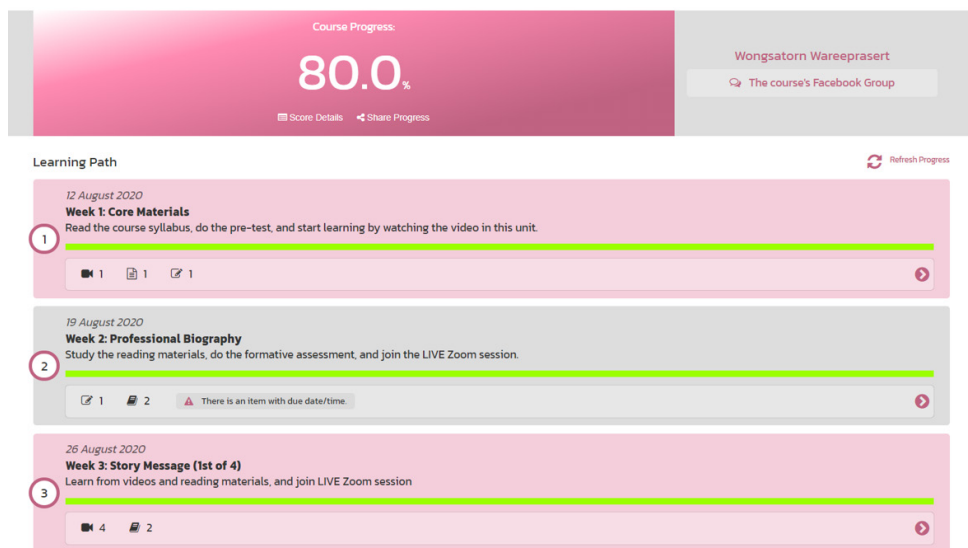 Course Progress:
80.0%
Score Details Share Progress
Wongsatorn Wareeprasert
The course's Facebook Group
Learning Path
Refresh Progress
12 August 2020
Week 1: Core Materials
Read the course syllabus, do the pre-test, and start learning by watching the video in this unit.
1
1 1 1
19 August 2020
Week 2: Professional Biography
Study the reading materials, do the formative assessment, and join the LIVE Zoom session.
2
1 2 There is an item with due date/time.
26 August 2020
Week 3: Story Message (1st of 4)
Learn from videos and reading materials, and join LIVE Zoom session
3
4 2